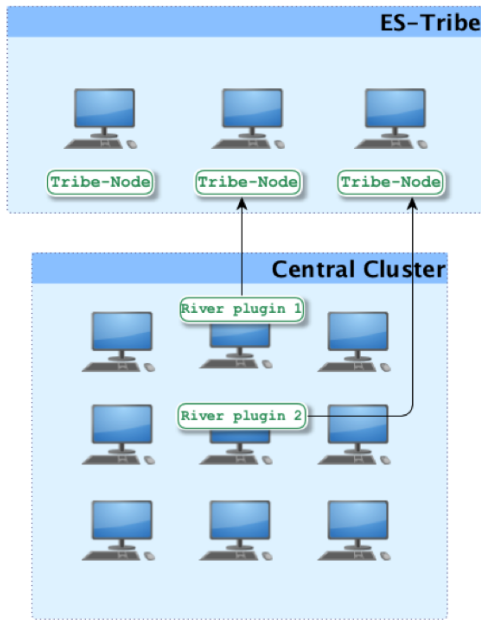 ES-Tribe
Tribe-Node
Tribe-Node
Tribe-Node
Central Cluster
River plugin 1
River plugin 2